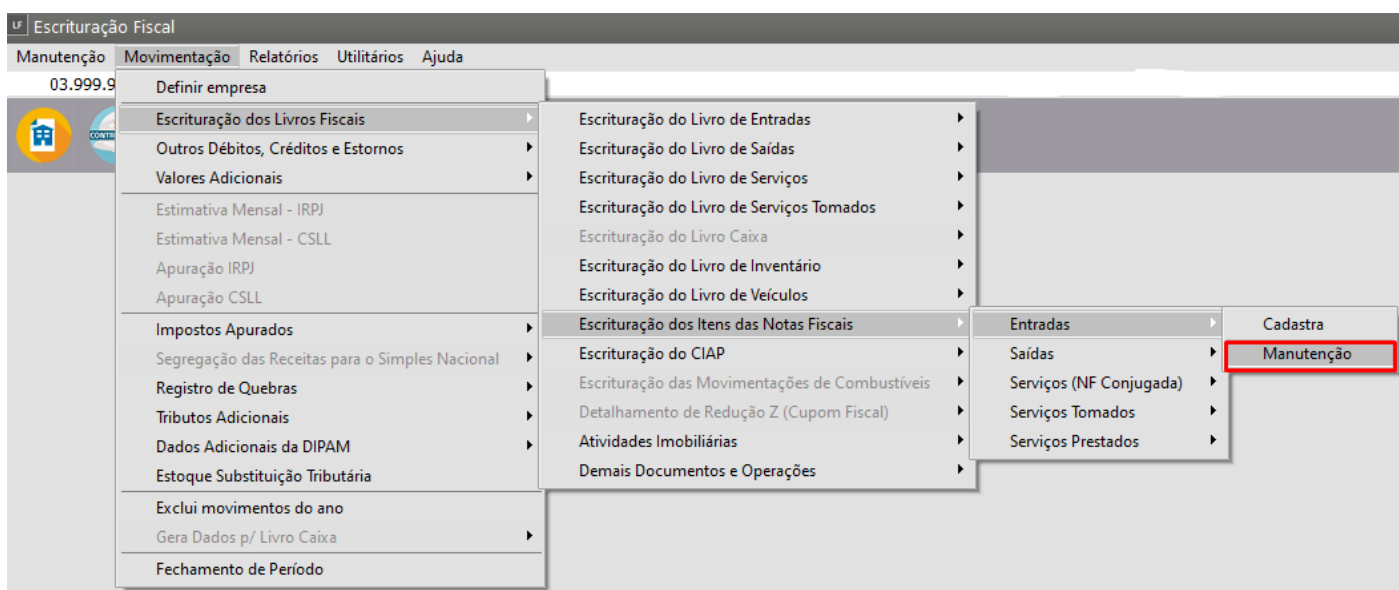 LF Escrituração Fiscal
Manutenção Movimentação Relatórios Utilitários Ajuda
03.999.9
Definir empresa
Escrituração dos Livros Fiscais
Outros Débitos, Créditos e Estornos
Valores Adicionais
Estimativa Mensal - IRPJ
Estimativa Mensal - CSLL
Apuração IRPJ
Apuração CSLL
Impostos Apurados
Segregação das Receitas para o Simples Nacional
Registro de Quebras
Tributos Adicionais
Dados Adicionais da DIPAM
Estoque Substituição Tributária
Exclui movimentos do ano
Gera Dados p/ Livro Caixa
Fechamento de Período
Escrituração do Livro de Entradas
Escrituração do Livro de Saídas
Escrituração do Livro de Serviços
Escrituração do Livro de Serviços Tomados
Escrituração do Livro Caixa
Escrituração do Livro de Inventário
Escrituração do Livro de Veículos
Escrituração dos Itens das Notas Fiscais
Escrituração do CIAP
Escrituração das Movimentações de Combustíveis
Detalhamento de Redução Z (Cupom Fiscal)
Atividades Imobiliárias
Demais Documentos e Operações
Entradas
Saídas
Serviços (NF Conjugada)
Serviços Tomados
Serviços Prestados
Cadastra
Manutenção